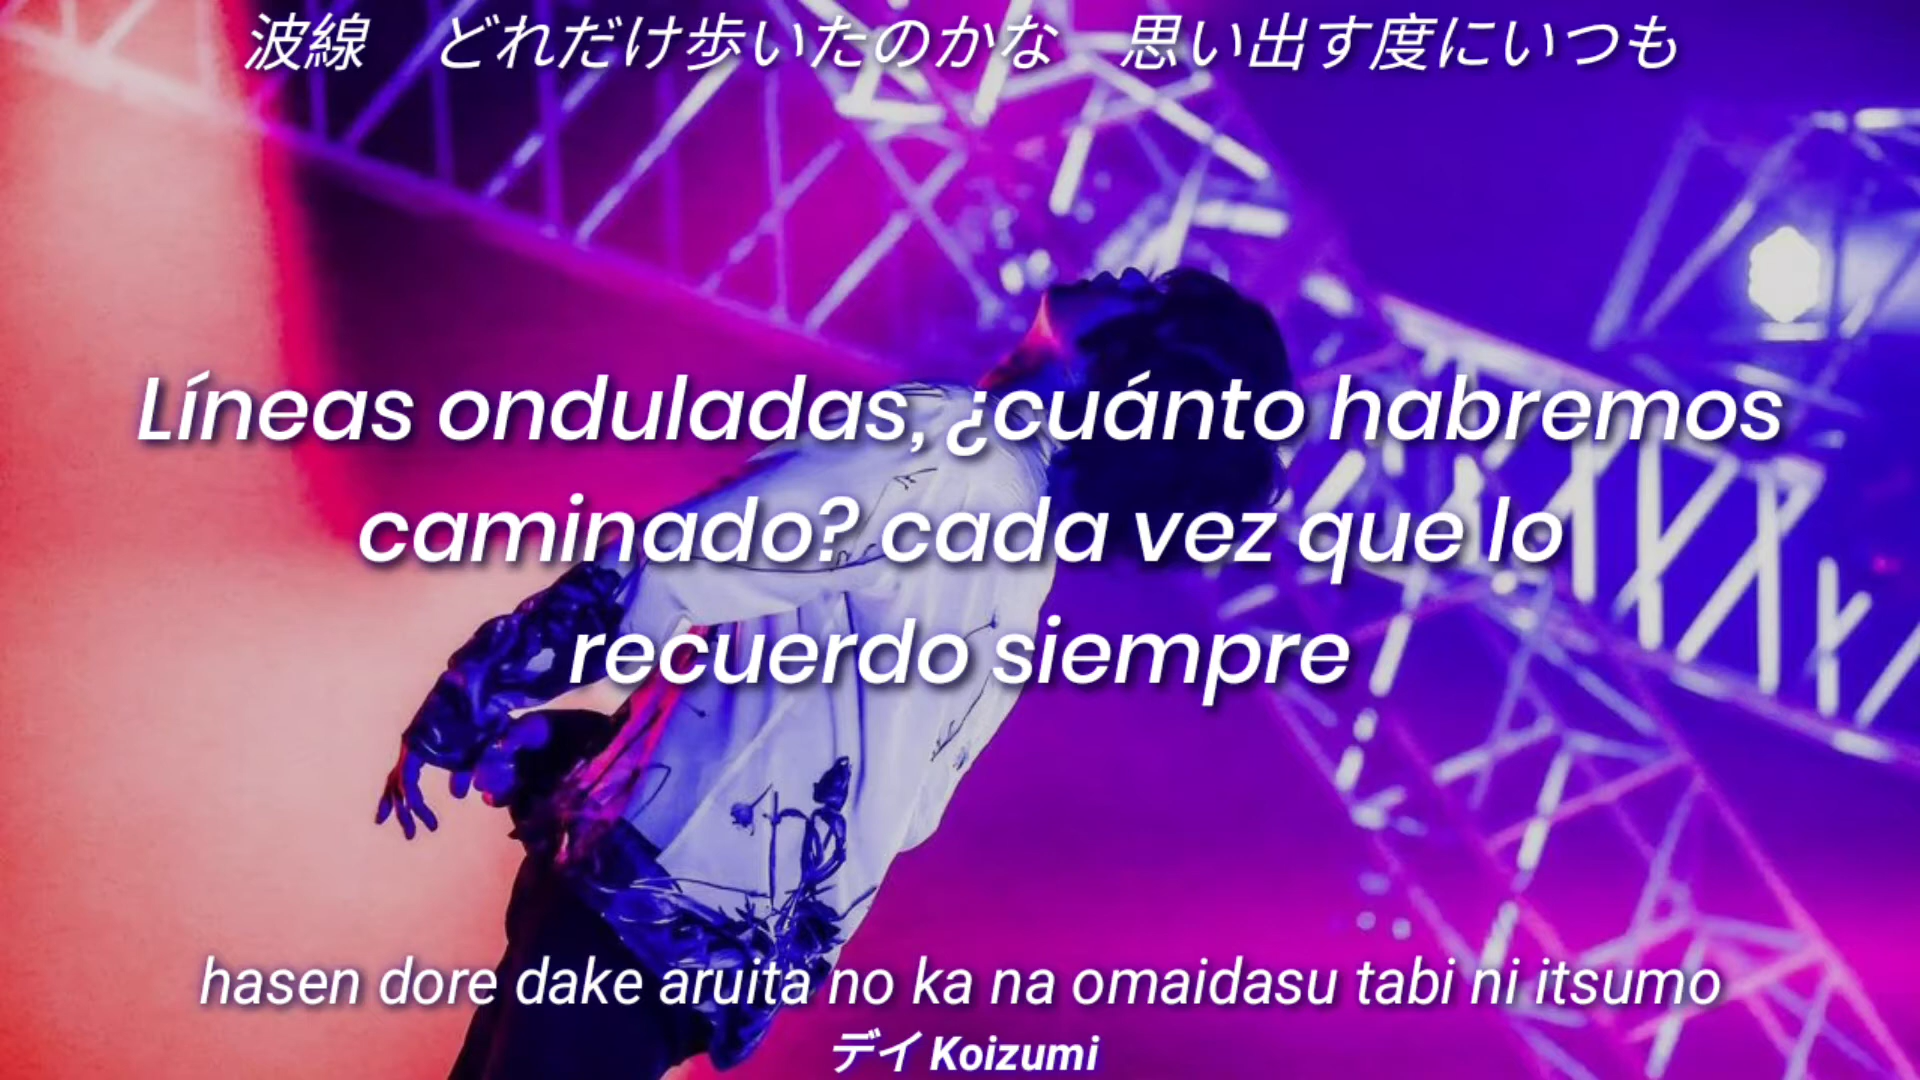 波線　どれだけ歩いたのかな　思い出す度にいつも
Líneas onduladas, ¿cuánto habremos
caminado? cada vez que lo
recuerdo siempre
hasen dore dake aruita no ka na omaidasu tabi ni itsumo
デイ Koizumi